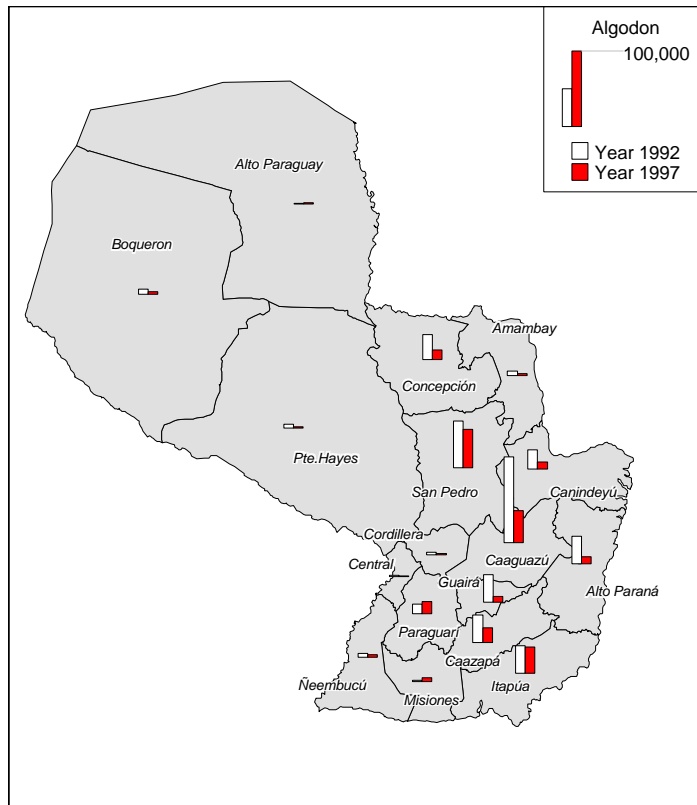 Algodon
100,000
Year 1992
Year 1997
Alto Paraguay
Boqueron
Amambay
Concepción
Pte.Hayes
San Pedro
Canindeyú
Cordillera
Central
Caaguazú
Guairá
Alto Paraná
Paraguarí
Caazapá
Ñeembucú
Misiones
Itapúa